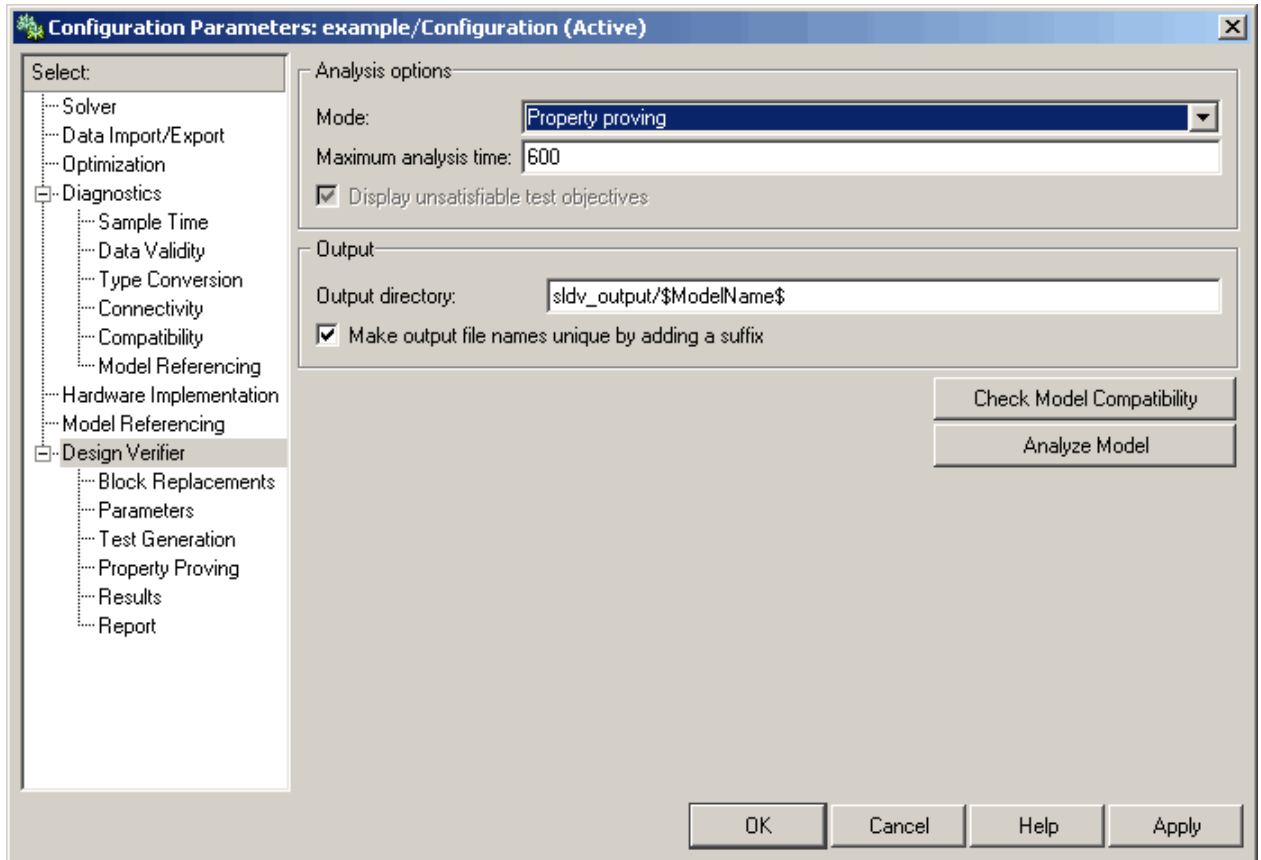 Configuration Parameters: example/Configuration (Active)
Select:
Solver
Data Import/Export
Optimization
Diagnostics
Sample Time
Data Validity
Type Conversion
Connectivity
Compatibility
Model Referencing
Hardware Implementation
Model Referencing
Design Verifier
Block Replacements
Parameters
Test Generation
Property Proving
Results
Report
Analysis options
Mode: Property proving
Maximum analysis time: 600
Display unsatisfiable test objectives
Output
Output directory: sldv_output/$ModelName$
Make output file names unique by adding a suffix
Check Model Compatibility
Analyze Model
OK Cancel Help Apply